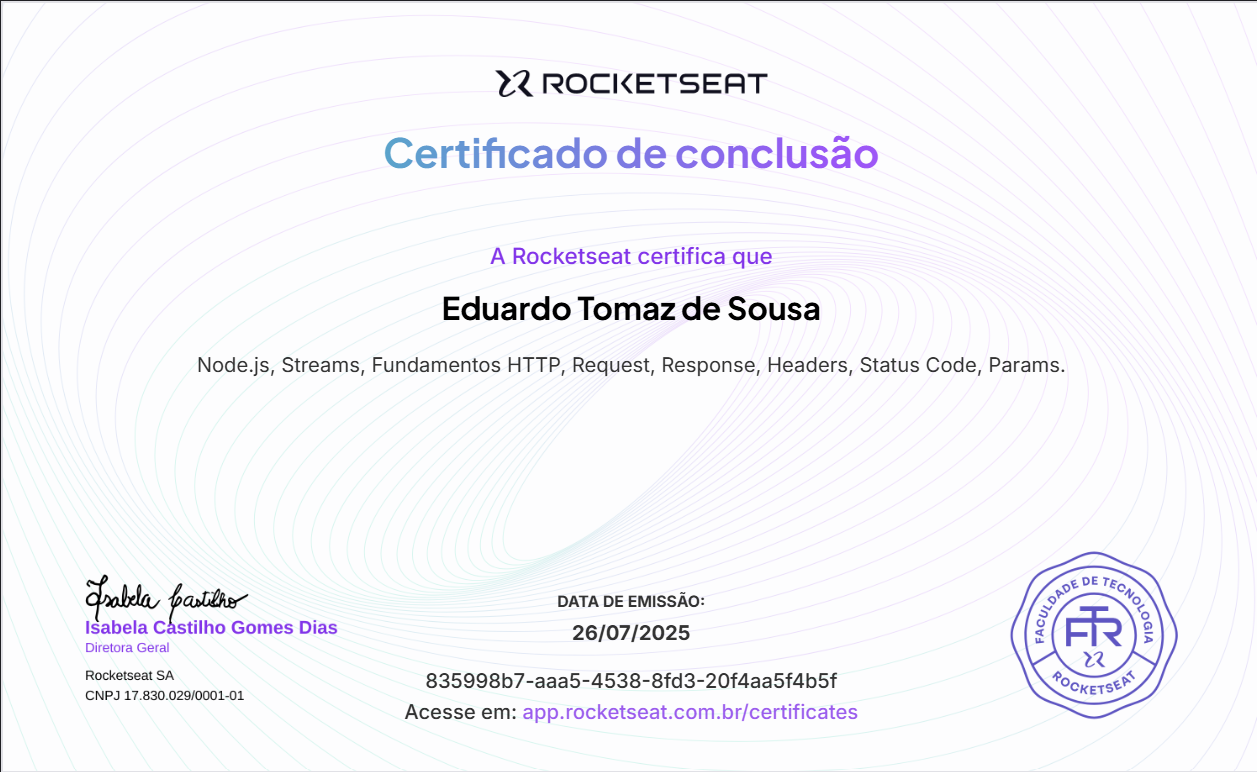 ROCKETSEAT
Certificado de conclusão
A Rocketseat certifica que
Eduardo Tomaz de Sousa
Node.js, Streams, Fundamentos HTTP, Request, Response, Headers, Status Code, Params.
Isabela Castilho
Isabela Castilho Gomes Dias
Diretora Geral
Rocketseat SA
CNPJ 17.830.029/0001-01
DATA DE EMISSÃO:
26/07/2025
835998b7-aaa5-4538-8fd3-20f4aa5f4b5f
Acesse em: app.rocketseat.com.br/certificates
FACULDADE DE TECNOLOGIA
FTR
ROCKETSEAT